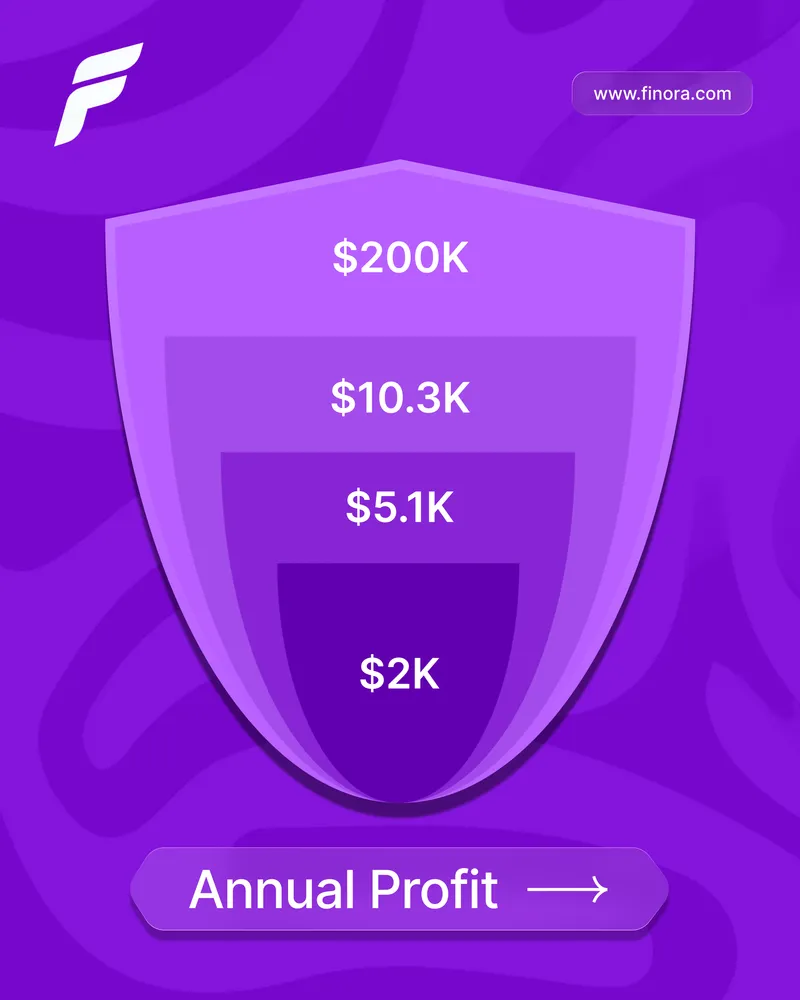 www.finora.com
$200K
$10.3K
$5.1K
$2K
Annual Profit →